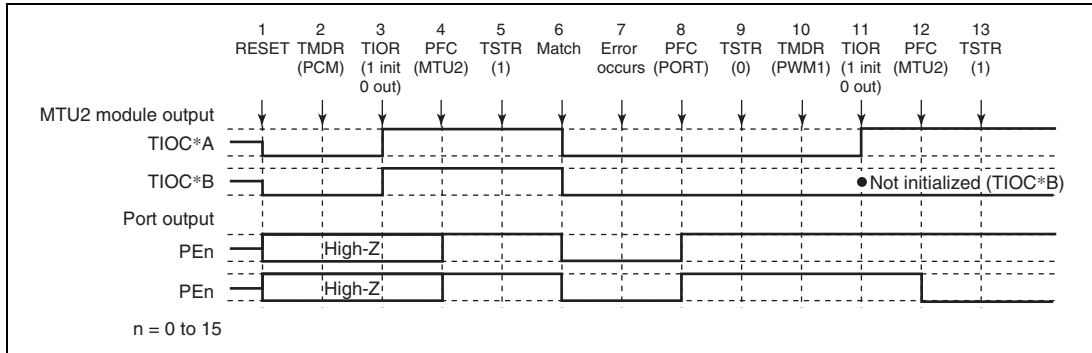 1 2 3 4 5 6 7 8 9 10 11 12 13
RESET TMDR TIOR PFC TSTR Match Error PFC TSTR TMDR TIOR PFC TSTR
(PCM) (1 init (MTU2) (1) occurs (PORT) (0) (PWM1) (1 init (MTU2) (1)
0 out) 0 out)
MTU2 module output
TIOC*A
TIOC*B
Not initialized (TIOC*B)
Port output
PEn
High-Z
PEn
High-Z
n = 0 to 15